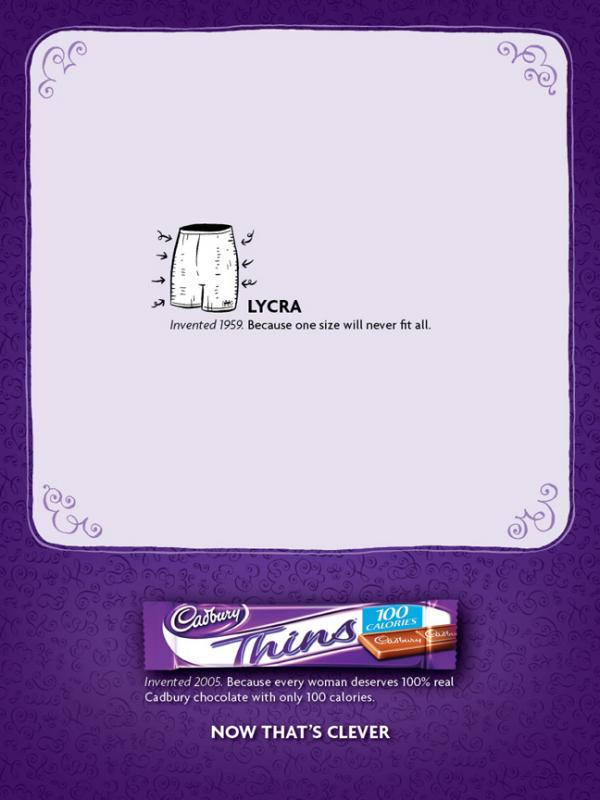 LYCRA
Invented 1959. Because one size will never fit all.
Cadbury
Thins
100
CALORIES
Cadbury
Invented 2005. Because every woman deserves 100% real
Cadbury chocolate with only 100 calories.
NOW THAT'S CLEVER